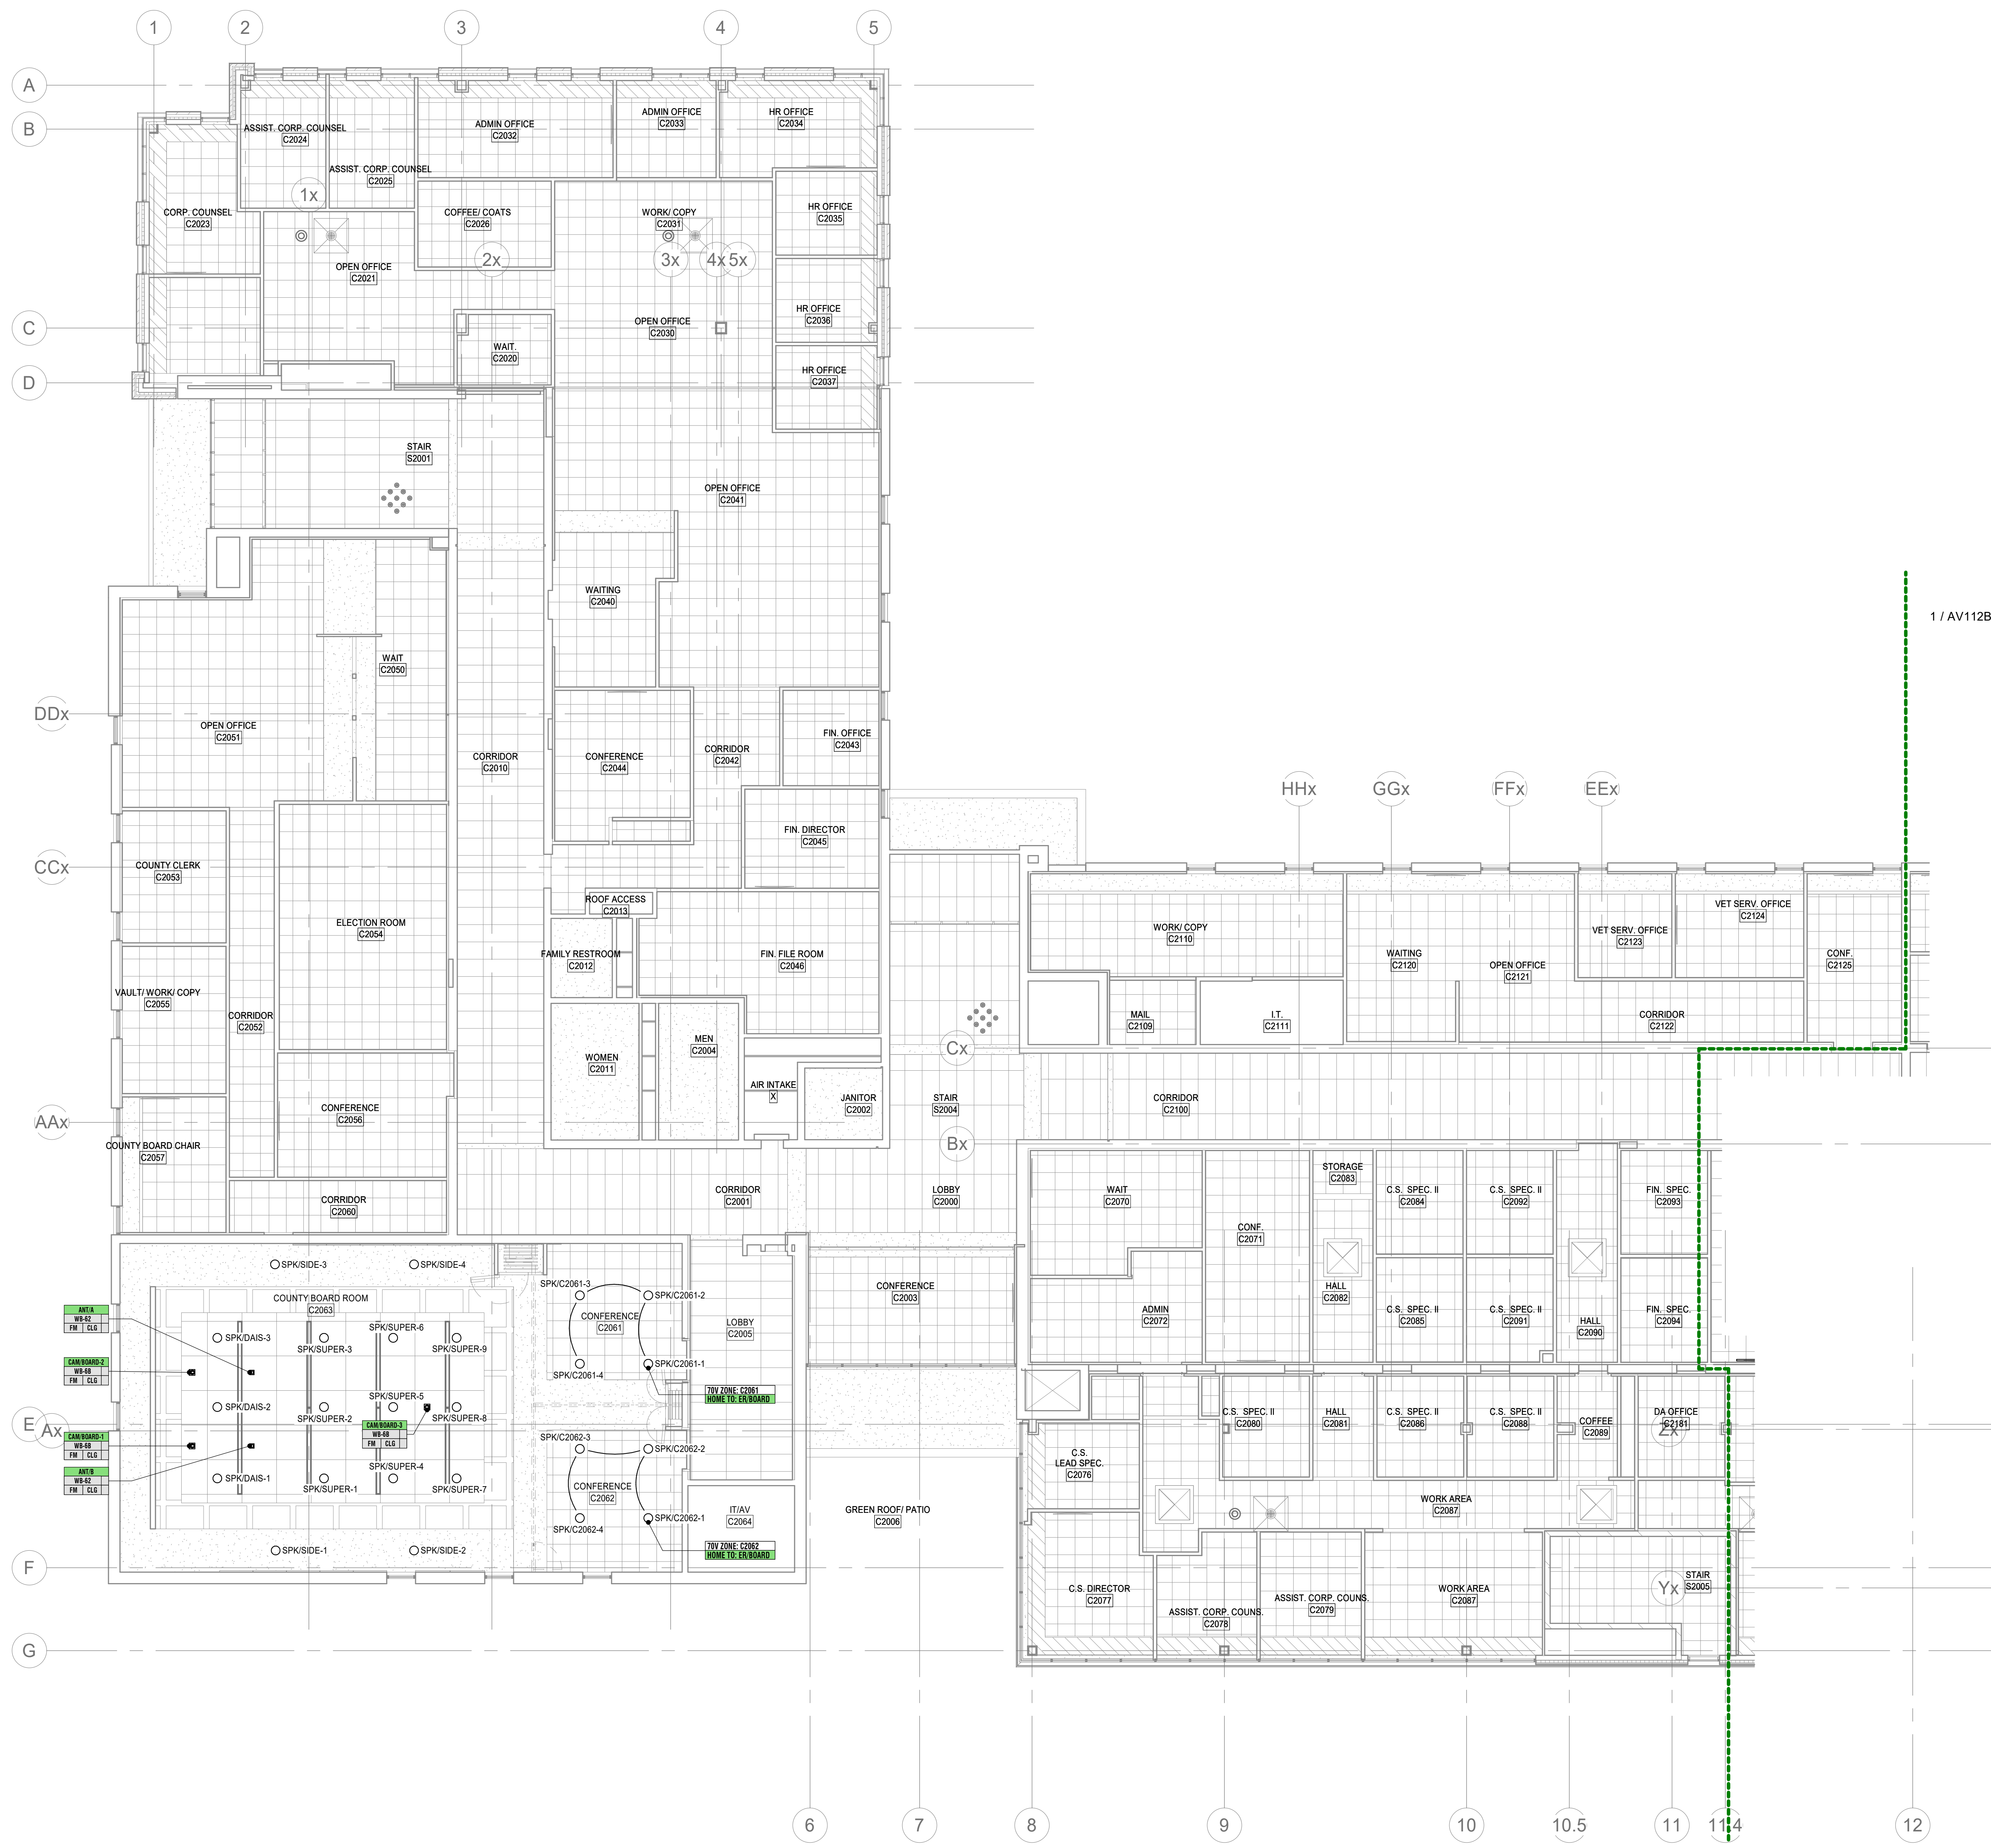 1
2
3
4
5
A
B
C
D
ASSIST. CORP. COUNSEL
C2024
ASSIST. CORP. COUNSEL
C2025
ADMIN OFFICE
C2032
ADMIN OFFICE
C2033
HR OFFICE
C2034
1x
CORP. COUNSEL
C2023
COFFEE/ COATS
C2026
WORK/ COPY
C2031
HR OFFICE
C2035
2x
3x
4x
5x
OPEN OFFICE
C2021
OPEN OFFICE
C2030
HR OFFICE
C2036
WAIT.
C2020
HR OFFICE
C2037
STAIR
S2001
OPEN OFFICE
C2041
WAITING
C2040
1 / AV112B
WAIT
C2050
DDx
OPEN OFFICE
C2051
CORRIDOR
C2010
CONFERENCE
C2044
CORRIDOR
C2042
FIN. OFFICE
C2043
HHx
GGx
FFx
EEx
FIN. DIRECTOR
C2045
CCx
COUNTY CLERK
C2053
ROOF ACCESS
C2013
ELECTION ROOM
C2054
FAMILY RESTROOM
C2012
FIN. FILE ROOM
C2046
WORK/ COPY
C2110
WAITING
C2120
OPEN OFFICE
C2121
VET SERV. OFFICE
C2123
VET SERV. OFFICE
C2124
CONF.
C2125
VAULT/ WORK/ COPY
C2055
CORRIDOR
C2052
MAIL
C2109
I.T.
C2111
CORRIDOR
C2122
WOMEN
C2011
MEN
C2004
Cx
AIR INTAKE
X
JANITOR
C2002
STAIR
S2004
CORRIDOR
C2100
AAx
CONFERENCE
C2056
Bx
COUNTY BOARD CHAIR
C2057
CORRIDOR
C2060
CORRIDOR
C2001
LOBBY
C2000
WAIT
C2070
STORAGE
C2083
C.S. SPEC. II
C2084
C.S. SPEC. II
C2092
FIN. SPEC.
C2093
CONF.
C2071
SPK/SIDE-3
SPK/SIDE-4
SPK/C2061-3
SPK/C2061-2
CONFERENCE
C2003
HALL
C2082
COUNTY BOARD ROOM
C2063
CONFERENCE
C2061
LOBBY
C2005
ADMIN
C2072
C.S. SPEC. II
C2085
C.S. SPEC. II
C2091
HALL
C2090
FIN. SPEC.
C2094
ANT/A
WB-62
FM CLG
SPK/DAIS-3
SPK/SUPER-3
SPK/SUPER-6
SPK/SUPER-9
CAM/BOARD-2
WB-6B
FM CLG
SPK/C2061-1
SPK/C2061-4
70V ZONE: C2061
HOME TO: ER/BOARD
SPK/DAIS-2
SPK/SUPER-2
SPK/SUPER-5
SPK/SUPER-8
E
Ax
CAM/BOARD-3
WB-6B
FM CLG
CAM/BOARD-1
WB-6B
FM CLG
SPK/C2062-3
SPK/C2062-2
C.S. SPEC. II
C2080
HALL
C2081
C.S. SPEC. II
C2086
C.S. SPEC. II
C2088
COFFEE
C2089
DA OFFICE
C2181
Zx
ANT/B
WB-62
FM CLG
SPK/DAIS-1
SPK/SUPER-1
SPK/SUPER-4
SPK/SUPER-7
CONFERENCE
C2062
C.S.
LEAD SPEC.
C2076
SPK/C2062-1
SPK/C2062-4
IT/AV
C2064
GREEN ROOF/ PATIO
C2006
WORK AREA
C2087
SPK/SIDE-1
SPK/SIDE-2
70V ZONE: C2062
HOME TO: ER/BOARD
F
C.S. DIRECTOR
C2077
ASSIST. CORP. COUNS.
C2078
ASSIST. CORP. COUNS.
C2079
WORK AREA
C2087
Yx
STAIR
S2005
G
6
7
8
9
10
10.5
11
11.4
12